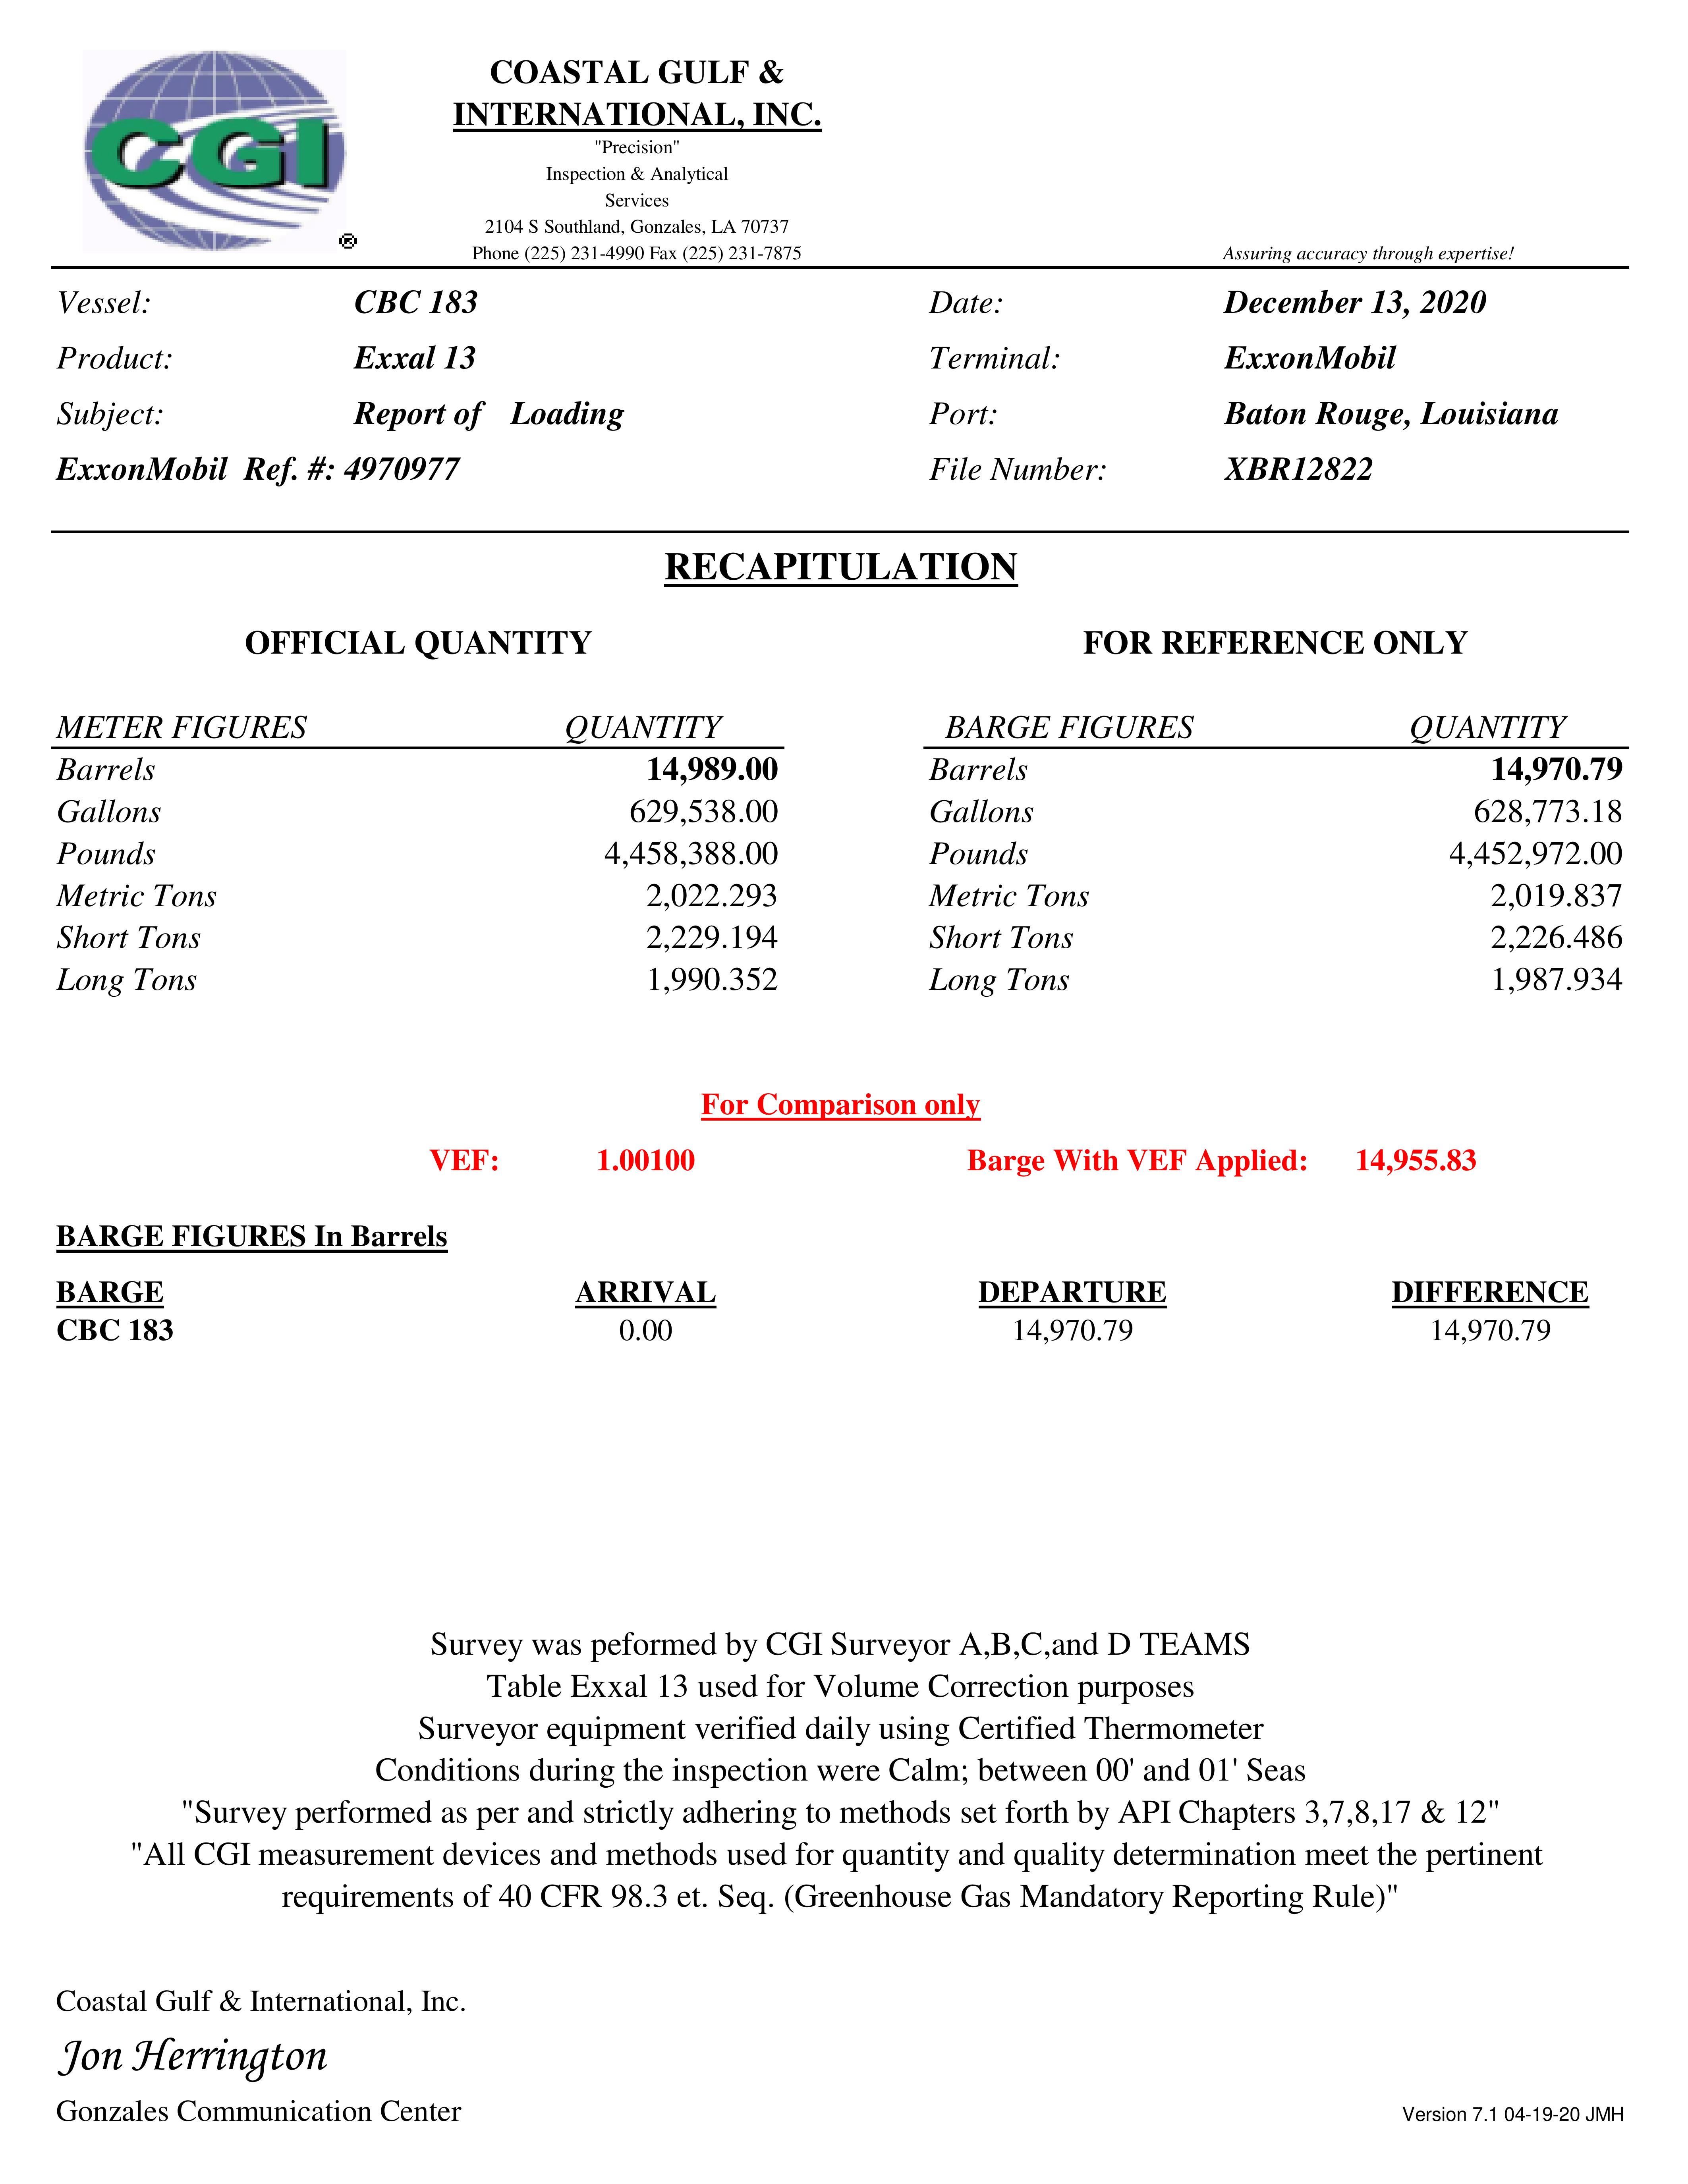 CGI ®
COASTAL GULF &
INTERNATIONAL, INC.
"Precision"
Inspection & Analytical
Services
2104 S Southland, Gonzales, LA 70737
Phone (225) 231-4990 Fax (225) 231-7875
Assuring accuracy through expertise!
Vessel: CBC 183 Date: December 13, 2020
Product: Exxal 13 Terminal: ExxonMobil
Subject: Report of Loading Port: Baton Rouge, Louisiana
ExxonMobil Ref. #: 4970977 File Number: XBR12822
RECAPITULATION
OFFICIAL QUANTITY FOR REFERENCE ONLY
METER FIGURES QUANTITY BARGE FIGURES QUANTITY
Barrels 14,989.00 Barrels 14,970.79
Gallons 629,538.00 Gallons 628,773.18
Pounds 4,458,388.00 Pounds 4,452,972.00
Metric Tons 2,022.293 Metric Tons 2,019.837
Short Tons 2,229.194 Short Tons 2,226.486
Long Tons 1,990.352 Long Tons 1,987.934
For Comparison only
VEF: 1.00100 Barge With VEF Applied: 14,955.83
BARGE FIGURES In Barrels
BARGE ARRIVAL DEPARTURE DIFFERENCE
CBC 183 0.00 14,970.79 14,970.79
Survey was peformed by CGI Surveyor A,B,C,and D TEAMS
Table Exxal 13 used for Volume Correction purposes
Surveyor equipment verified daily using Certified Thermometer
Conditions during the inspection were Calm; between 00' and 01' Seas
"Survey performed as per and strictly adhering to methods set forth by API Chapters 3,7,8,17 & 12"
"All CGI measurement devices and methods used for quantity and quality determination meet the pertinent
requirements of 40 CFR 98.3 et. Seq. (Greenhouse Gas Mandatory Reporting Rule)"
Coastal Gulf & International, Inc.
Jon Herrington
Gonzales Communication Center
Version 7.1 04-19-20 JMH